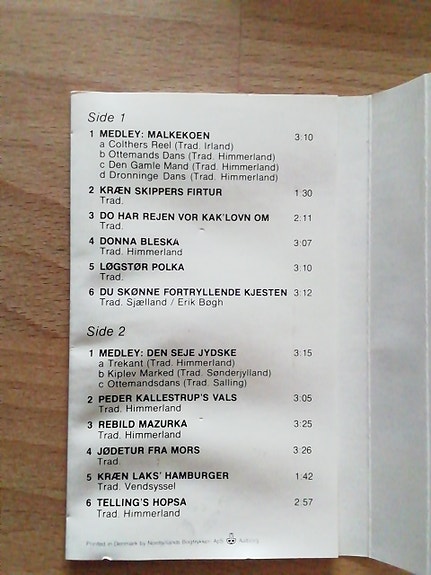 Side 1
1 MEDLEY: MALKEKOEN 3:10
a Colthers Reel (Trad. Irland)
b Ottemands Dans (Trad. Himmerland)
c Den Gamle Mand (Trad. Himmerland)
d Dronninge Dans (Trad. Himmerland)
2 KRÆN SKIPPERS FIRTUR 1:30
Trad.
3 DO HAR REJEN VOR KAK'LOVN OM 2:11
Trad.
4 DONNA BLESKA 3:07
Trad. Himmerland
5 LØGSTØR POLKA 3:10
Trad.
6 DU SKØNNE FORTRYLLENDE KJESTEN 3:12
Trad. Sjælland / Erik Bøgh
Side 2
1 MEDLEY: DEN SEJE JYDSKE 3:15
a Trekant (Trad. Himmerland)
b Kiplev Marked (Trad. Sønderjylland)
c Ottemandsdans (Trad. Salling)
2 PEDER KALLESTRUP'S VALS 3:05
Trad. Himmerland
3 REBILD MAZURKA 3:25
Trad. Himmerland
4 JØDETUR FRA MORS 3:26
Trad.
5 KRÆN LAKS' HAMBURGER 1:42
Trad. Vendsyssel
6 TELLING'S HOPSA 2:57
Trad. Himmerland
Printed in Denmark by Nordjyllands Bogtrykkeri ApS Aalborg